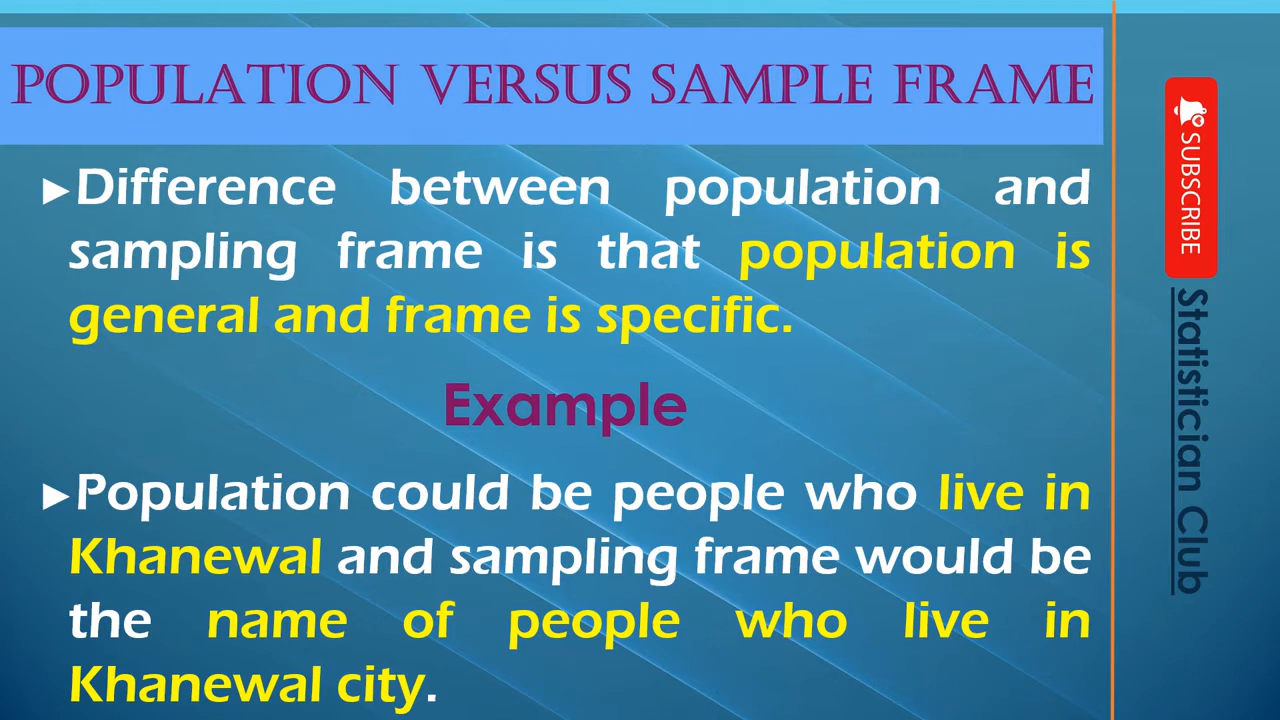 POPULATION VERSUS SAMPLE FRAME
►Difference between population and
sampling frame is that population is
general and frame is specific.
Example
►Population could be people who live in
Khanewal and sampling frame would be
the name of people who live in
Khanewal city.
SUBSCRIBE
Statistician Club